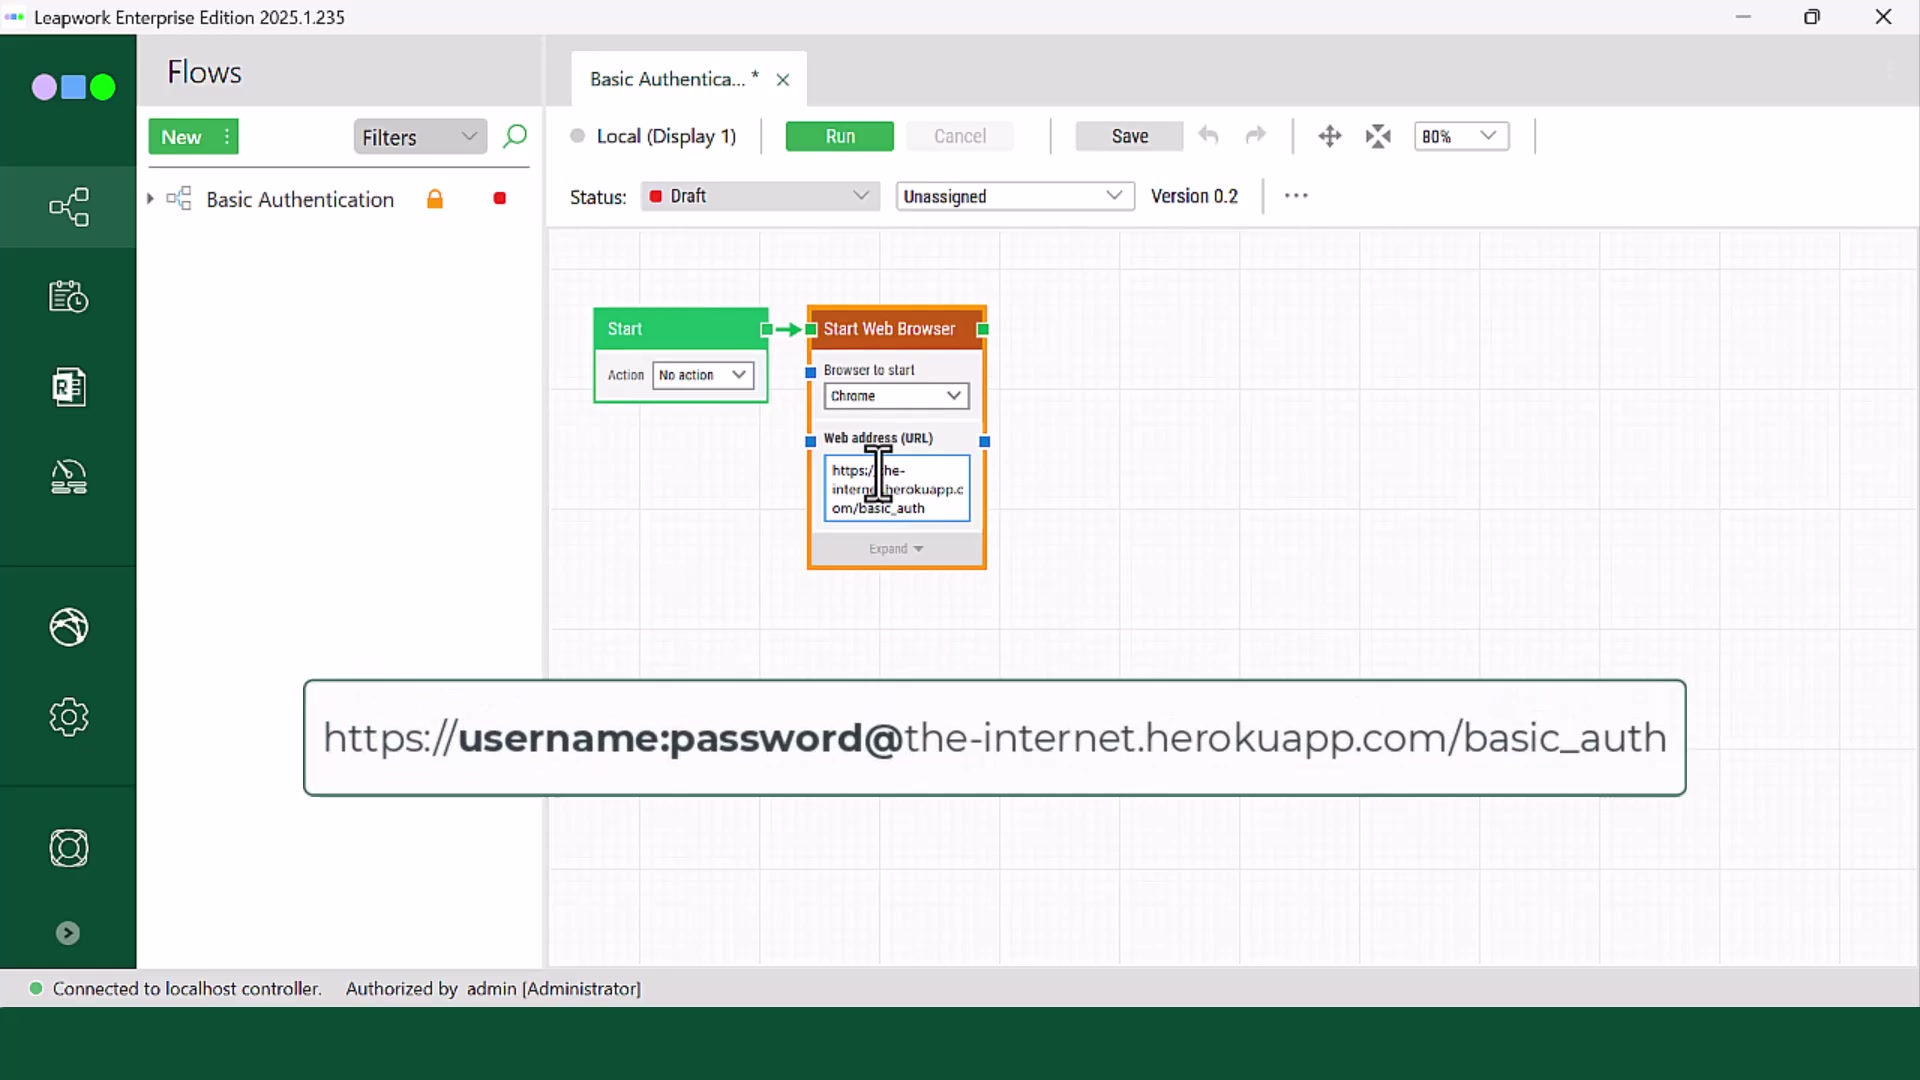 Leapwork Enterprise Edition 2025.1.235
Flows
Basic Authentica... *
New
Filters
Local (Display 1)
Run
Cancel
Save
80%
Basic Authentication
Status:
Draft
Unassigned
Version 0.2
Start
Action
No action
Start Web Browser
Browser to start
Chrome
Web address (URL)
https://the-
internet.herokuapp.c
om/basic_auth
Expand
https://username:password@the-internet.herokuapp.com/basic_auth
Connected to localhost controller.
Authorized by admin [Administrator]